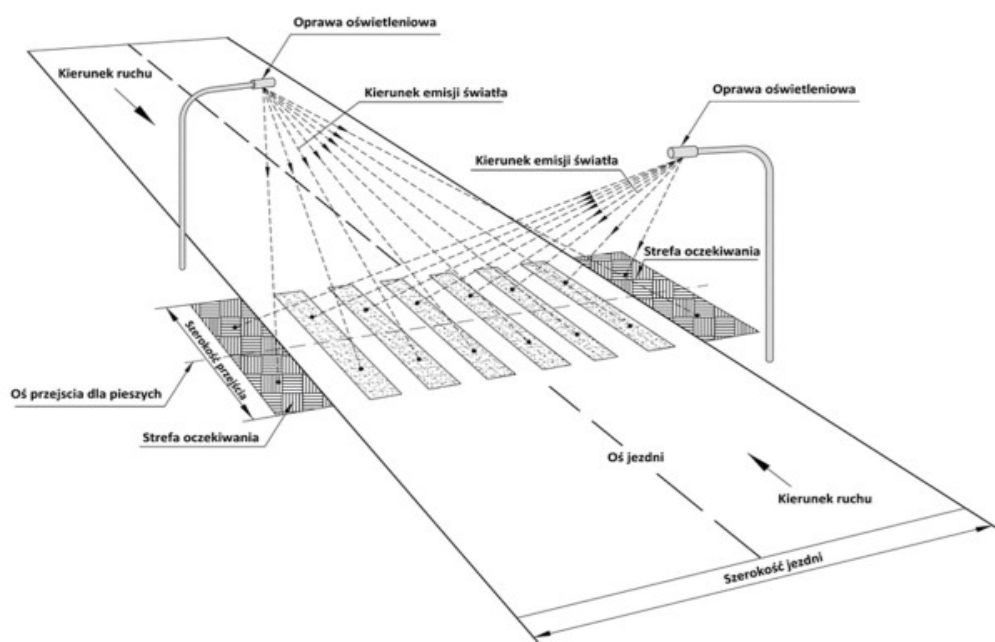 Oprawa oświetleniowa
Kierunek ruchu
Kierunek emisji światła
Oprawa oświetleniowa
Kierunek emisji światła
Strefa oczekiwania
Szerokość przejścia
Oś przejscia dla pieszych
Strefa oczekiwania
Oś jezdni
Kierunek ruchu
Szerokość jezdni